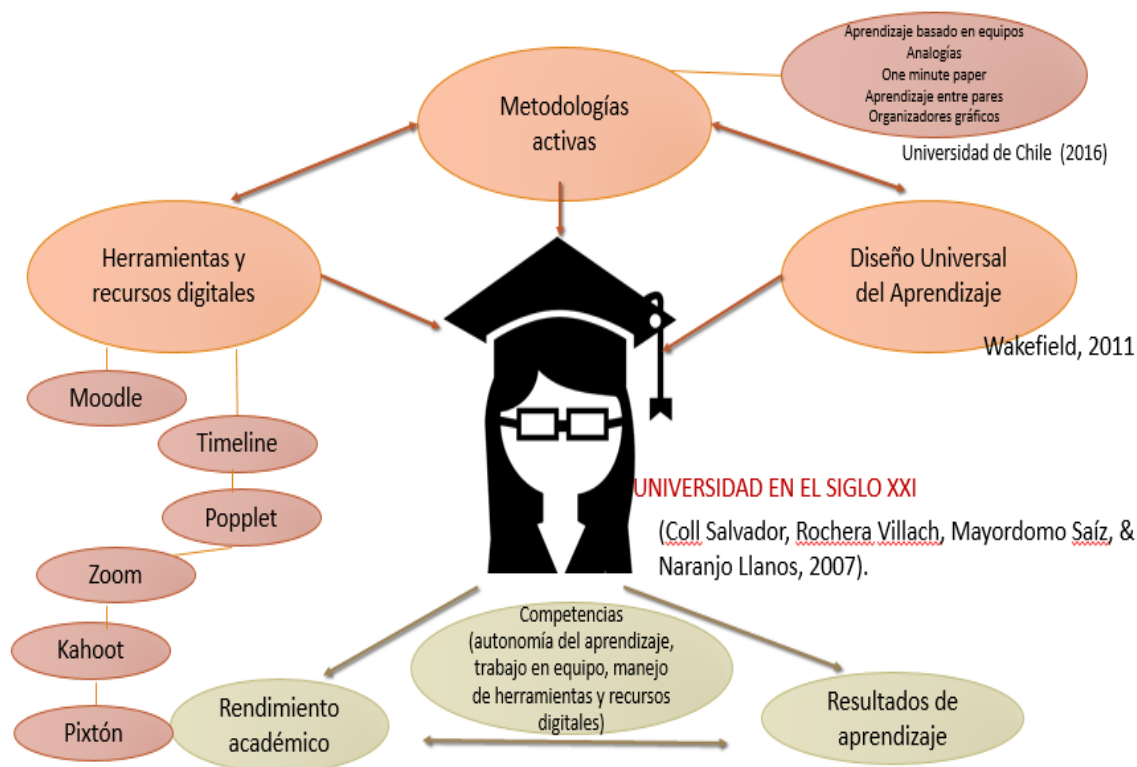 Aprendizaje basado en equipos
Analogías
One minute paper
Aprendizaje entre pares
Organizadores gráficos
Universidad de Chile (2016)
Metodologías
activas
Herramientas y
recursos digitales
Diseño Universal
del Aprendizaje
Wakefield, 2011
Moodle
Timeline
Popplet
Zoom
Kahoot
Pixtón
UNIVERSIDAD EN EL SIGLO XXI
(Coll Salvador, Rochera Villach, Mayordomo Saíz, &
Naranjo Llanos, 2007).
Competencias
(autonomía del aprendizaje,
trabajo en equipo, manejo
de herramientas y recursos
digitales)
Rendimiento
académico
Resultados de
aprendizaje